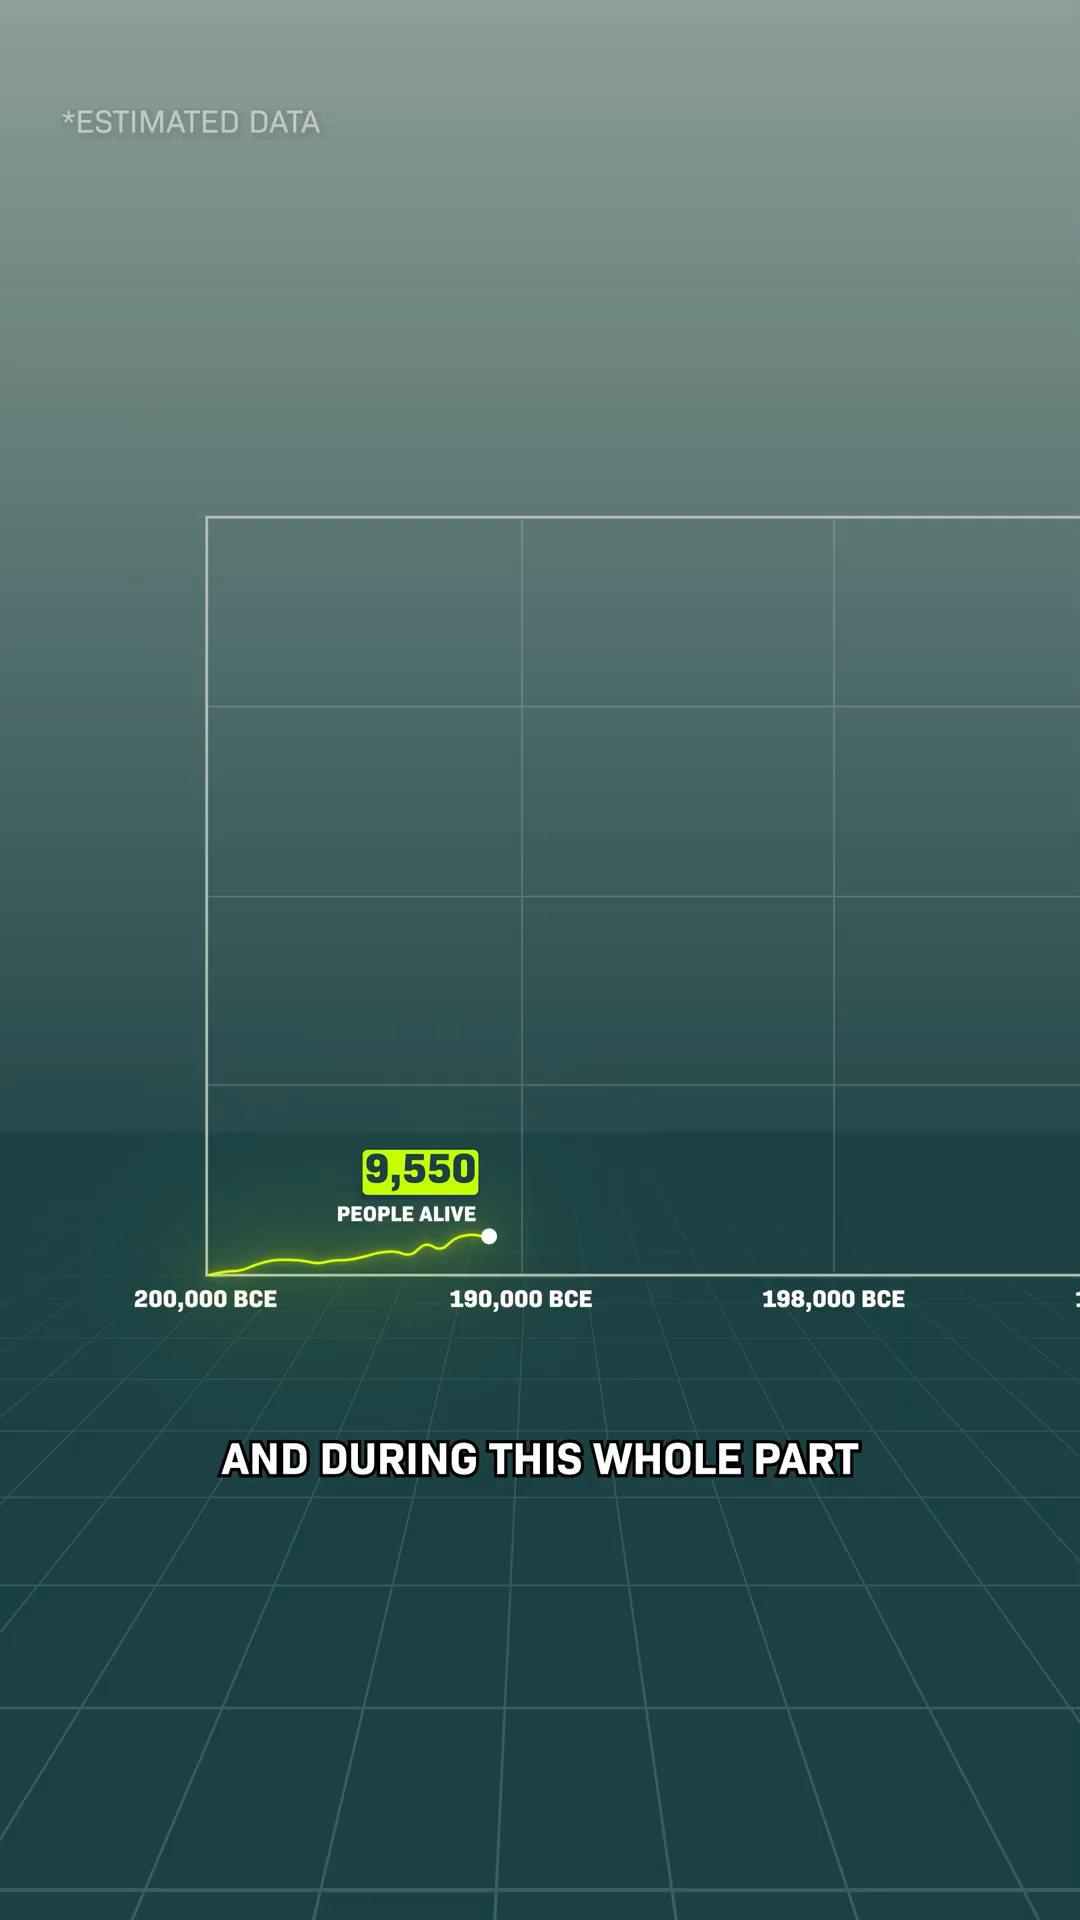 *ESTIMATED DATA
9,550
PEOPLE ALIVE
200,000 BCE
190,000 BCE
198,000 BCE
AND DURING THIS WHOLE PART